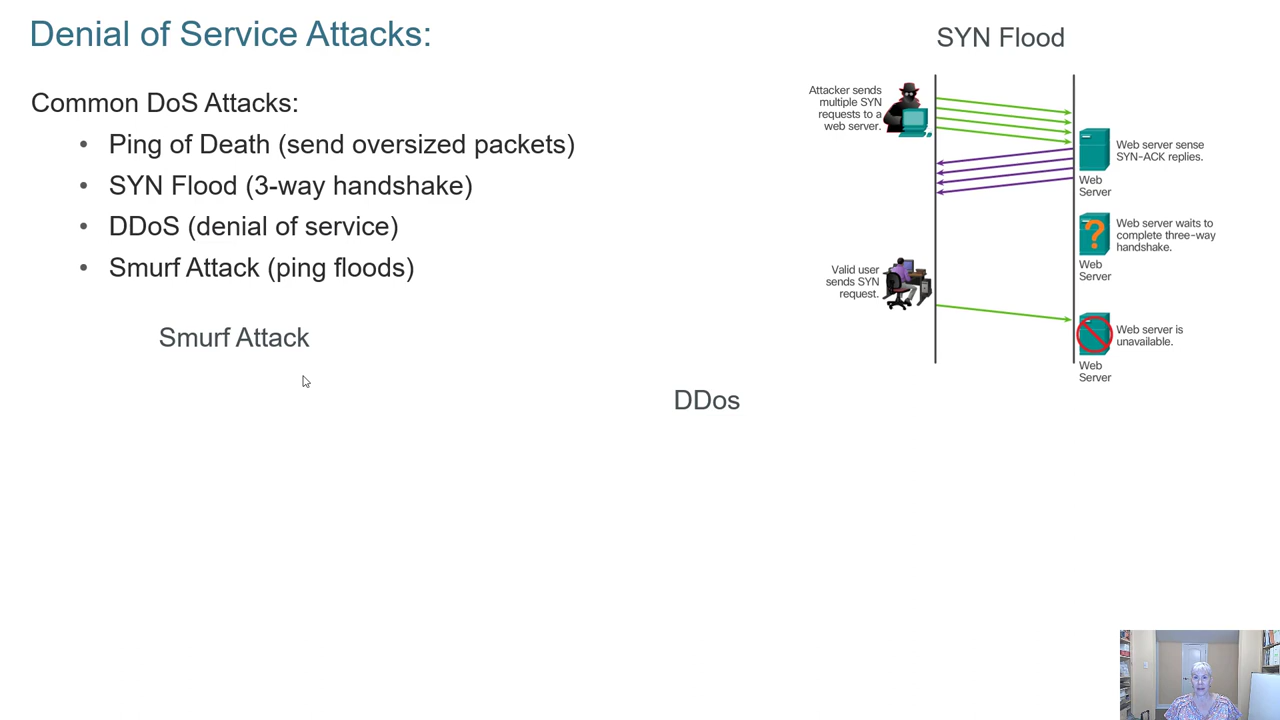 Denial of Service Attacks:
Common DoS Attacks:
• Ping of Death (send oversized packets)
• SYN Flood (3-way handshake)
• DDoS (denial of service)
• Smurf Attack (ping floods)
Smurf Attack
DDos
SYN Flood
Attacker sends
multiple SYN
requests to a
web server.
Web server sense
SYN-ACK replies.
Web
Server
Web server waits to
complete three-way
handshake.
Web
Server
Valid user
sends SYN
request.
Web server is
unavailable.
Web
Server